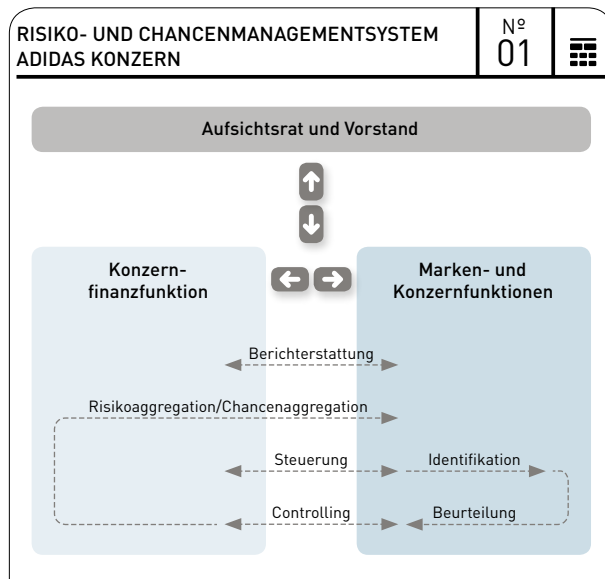 RISIKO- UND CHANCENMANAGEMENTSYSTEM
ADIDAS KONZERN
Nº
01
Aufsichtsrat und Vorstand
Konzern-
finanzfunktion
Marken- und
Konzernfunktionen
Berichterstattung
Risikoaggregation/Chancenaggregation
Steuerung
Identifikation
Controlling
Beurteilung